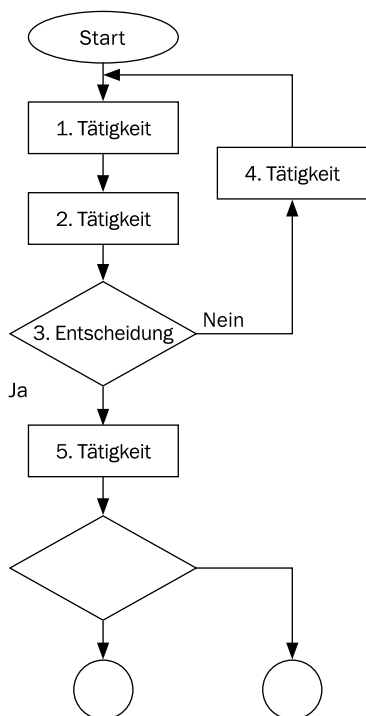 Start
1. Tätigkeit
4. Tätigkeit
2. Tätigkeit
3. Entscheidung
Nein
Ja
5. Tätigkeit